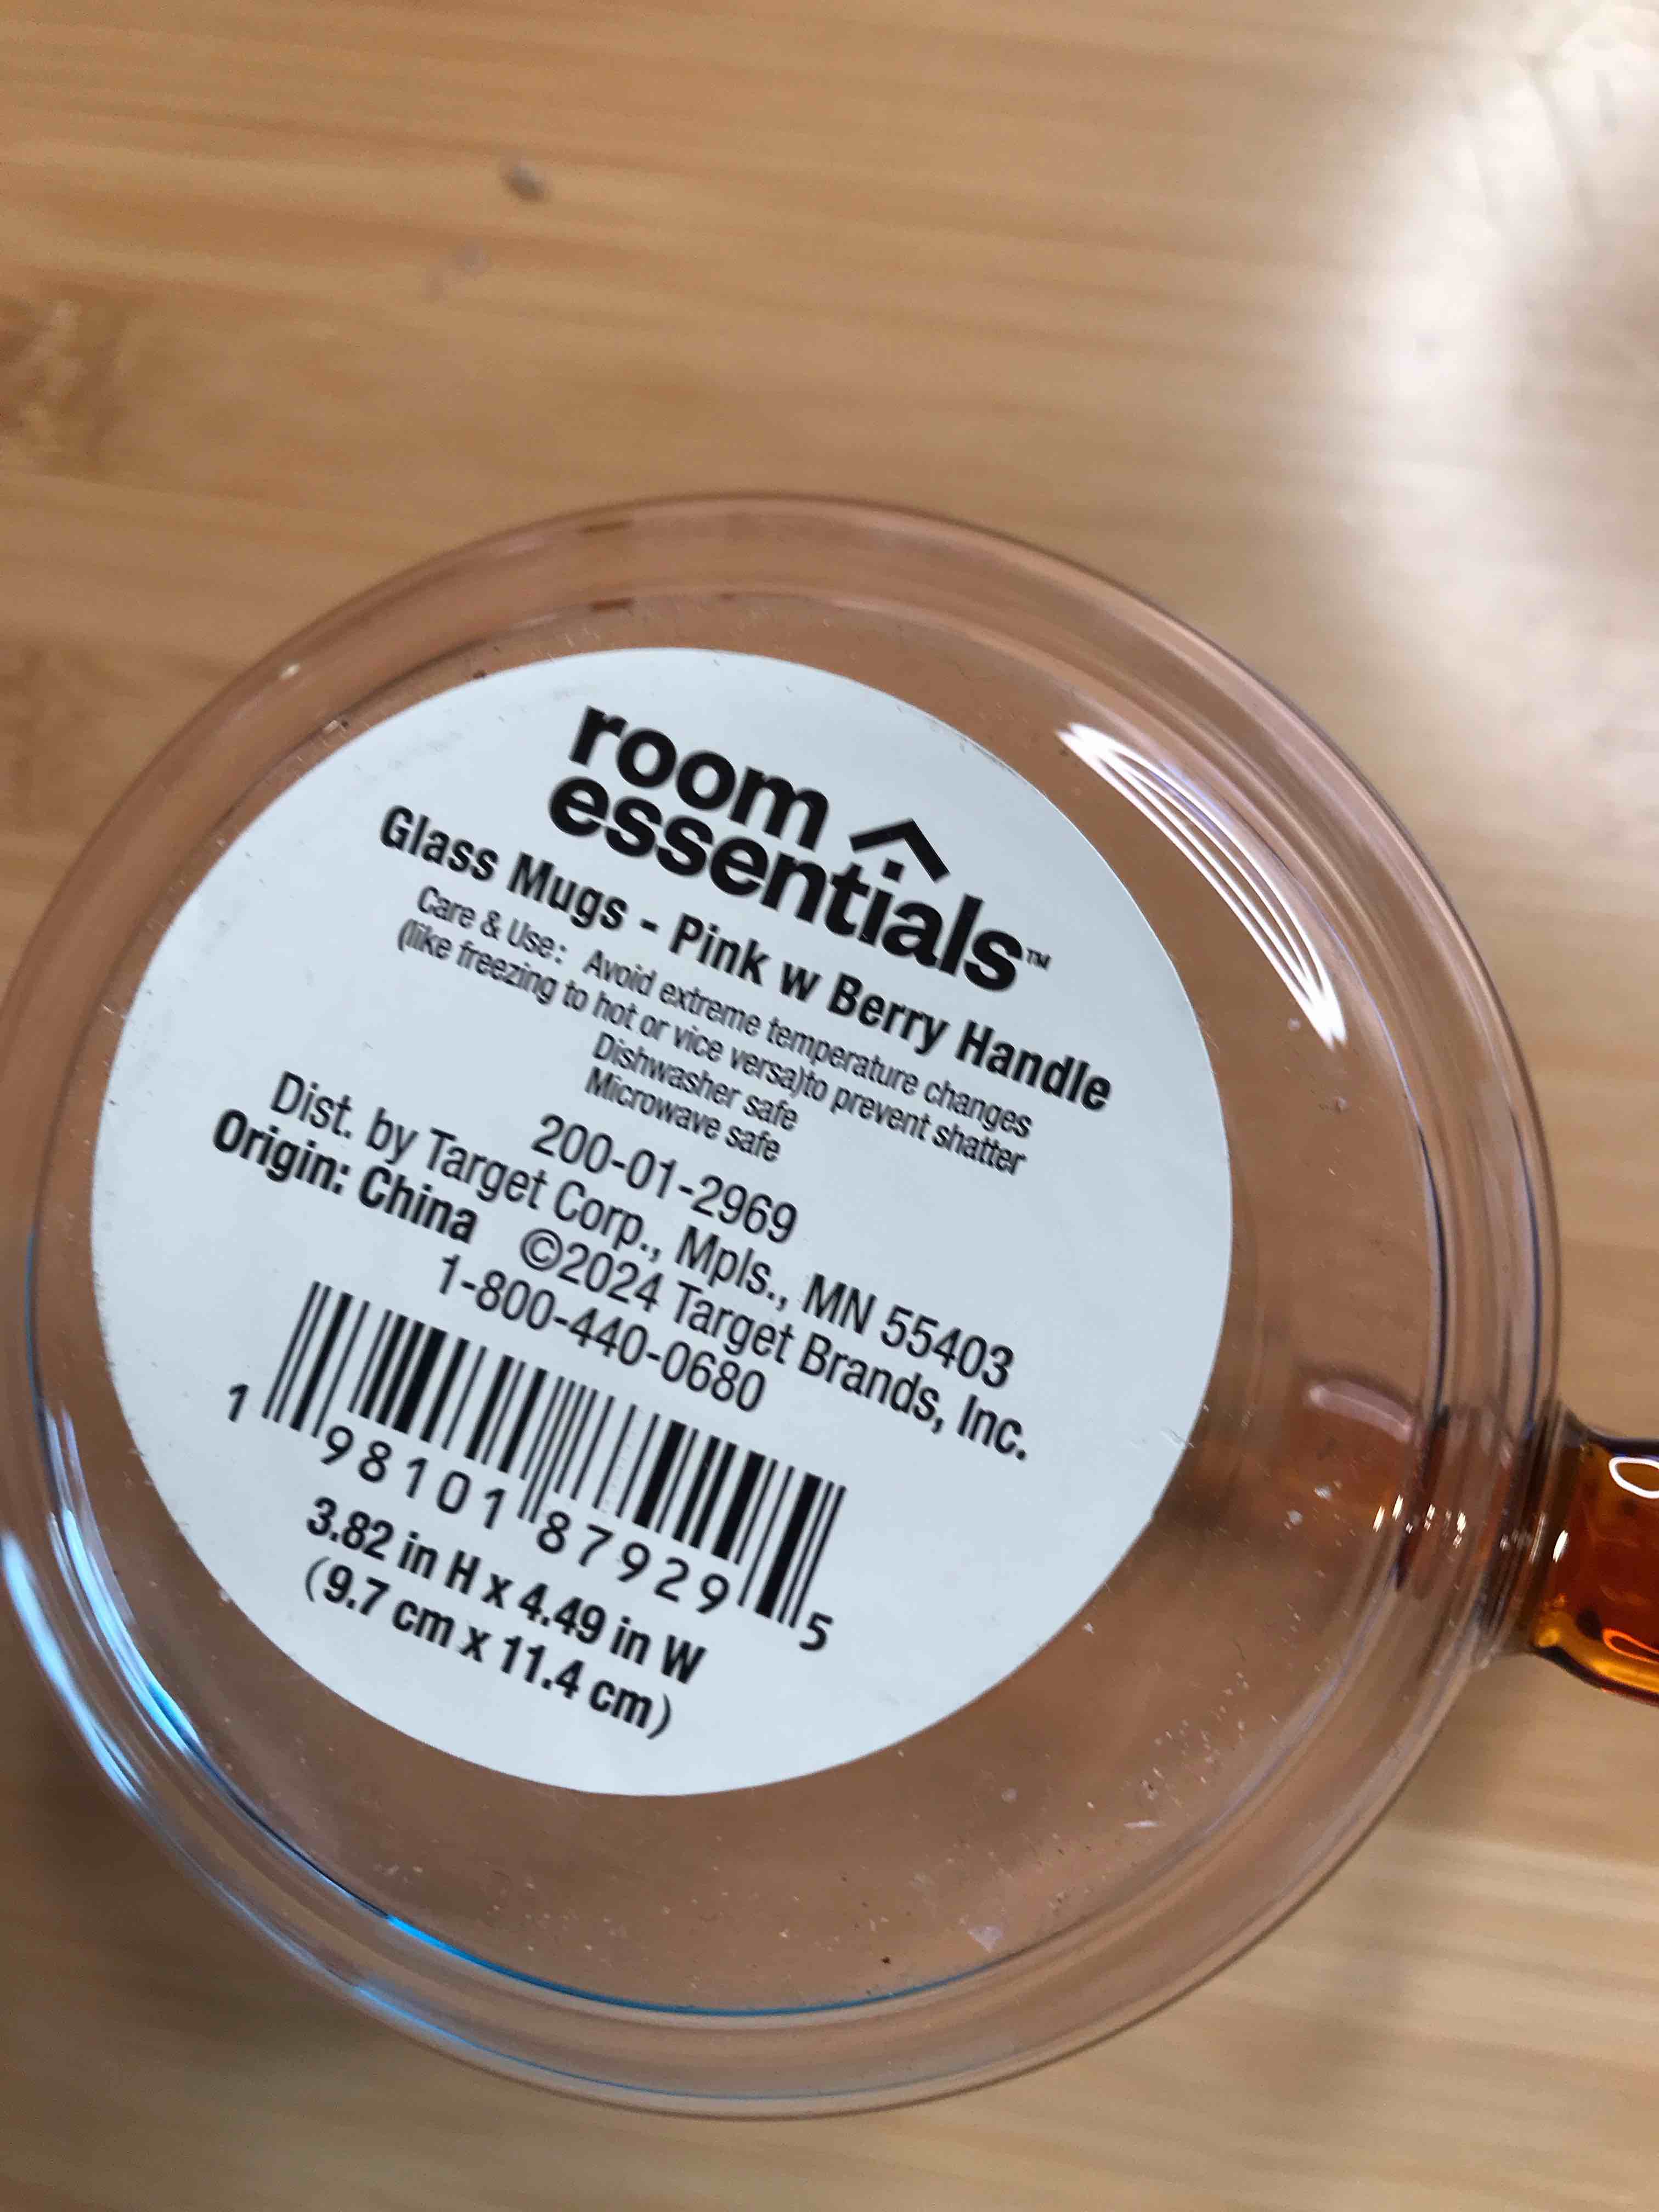 room
essentials™
Glass Mugs - Pink w Berry Handle
Care & Use: Avoid extreme temperature changes
(like freezing to hot or vice versa)to prevent shatter
Dishwasher safe
Microwave safe
200-01-2969
Dist. by Target Corp., Mpls., MN 55403
Origin: China ©2024 Target Brands, Inc.
1-800-440-0680
1 98101 87929 5
3.82 in H x 4.49 in W
(9.7 cm x 11.4 cm)